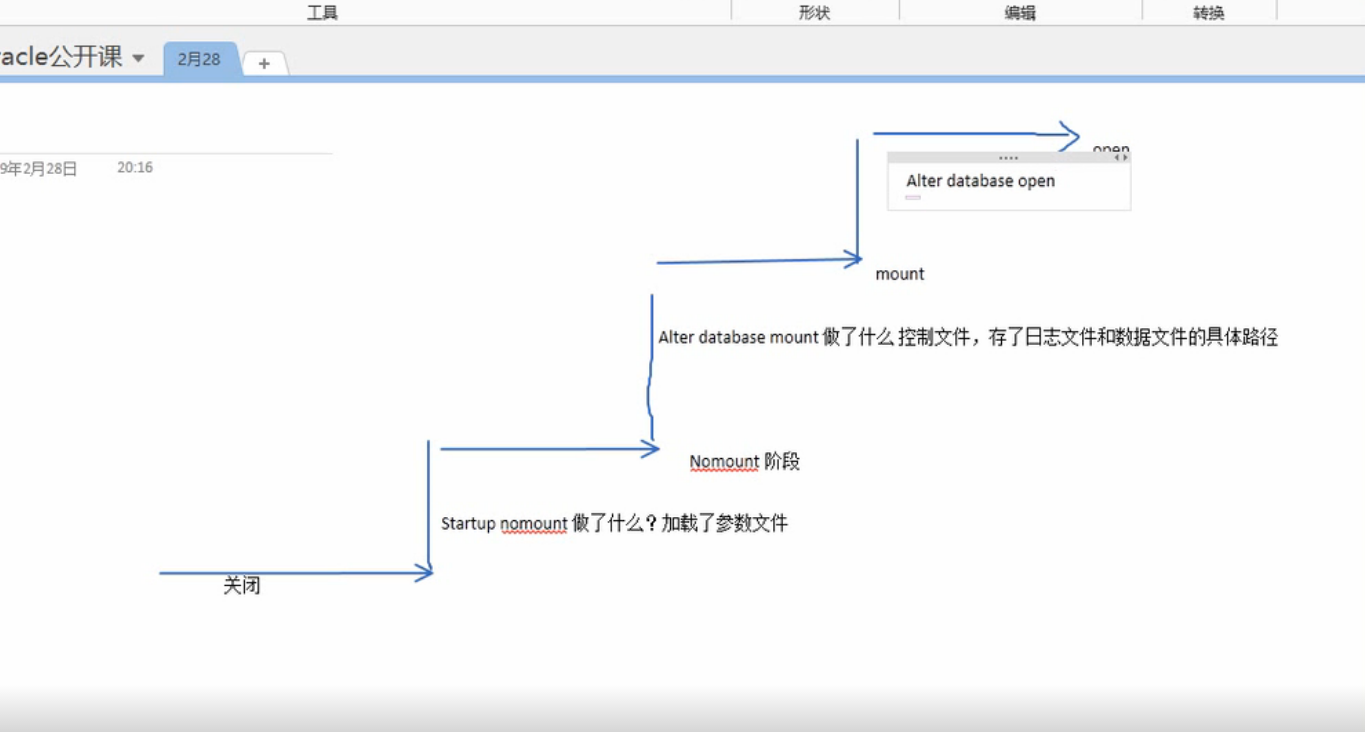 工具 形状 编辑 转换
acle公开课 2月28 +
9年2月28日 20:16
open
Alter database open
mount
Alter database mount 做了什么 控制文件，存了日志文件和数据文件的具体路径
Nomount 阶段
Startup nomount 做了什么？加载了参数文件
关闭